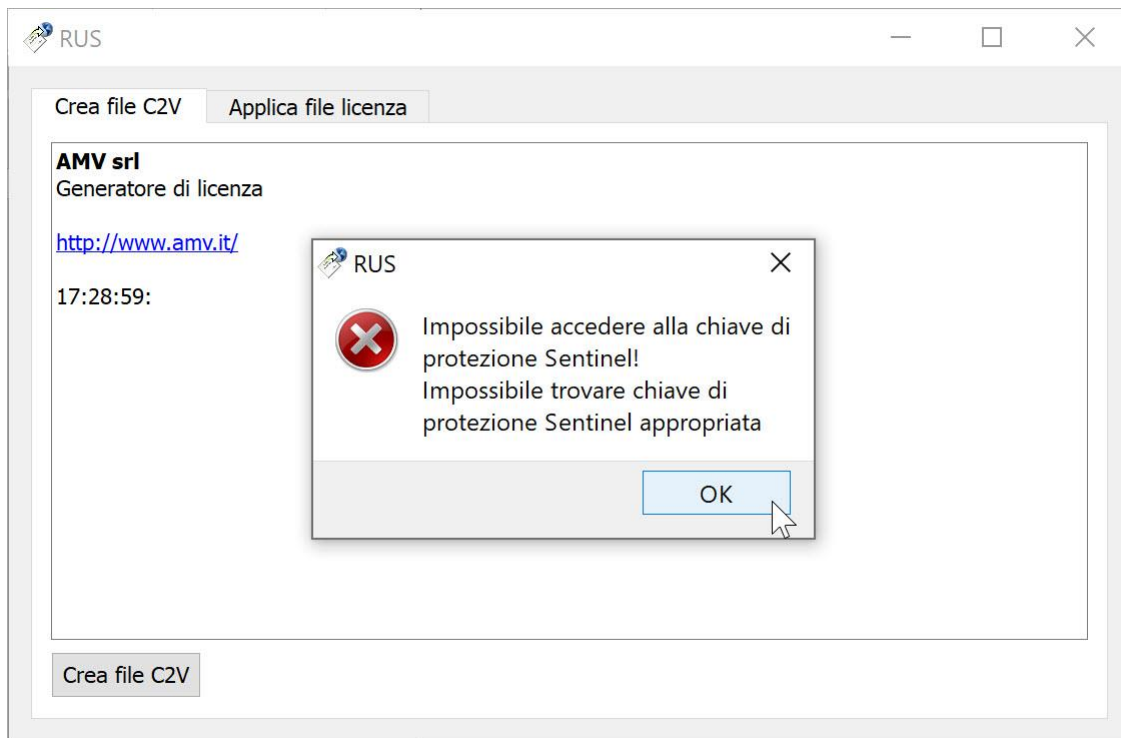 RUS
Crea file C2V
Applica file licenza
AMV srl
Generatore di licenza
http://www.amv.it/
17:28:59:
RUS
Impossibile accedere alla chiave di
protezione Sentinel!
Impossibile trovare chiave di
protezione Sentinel appropriata
OK
Crea file C2V